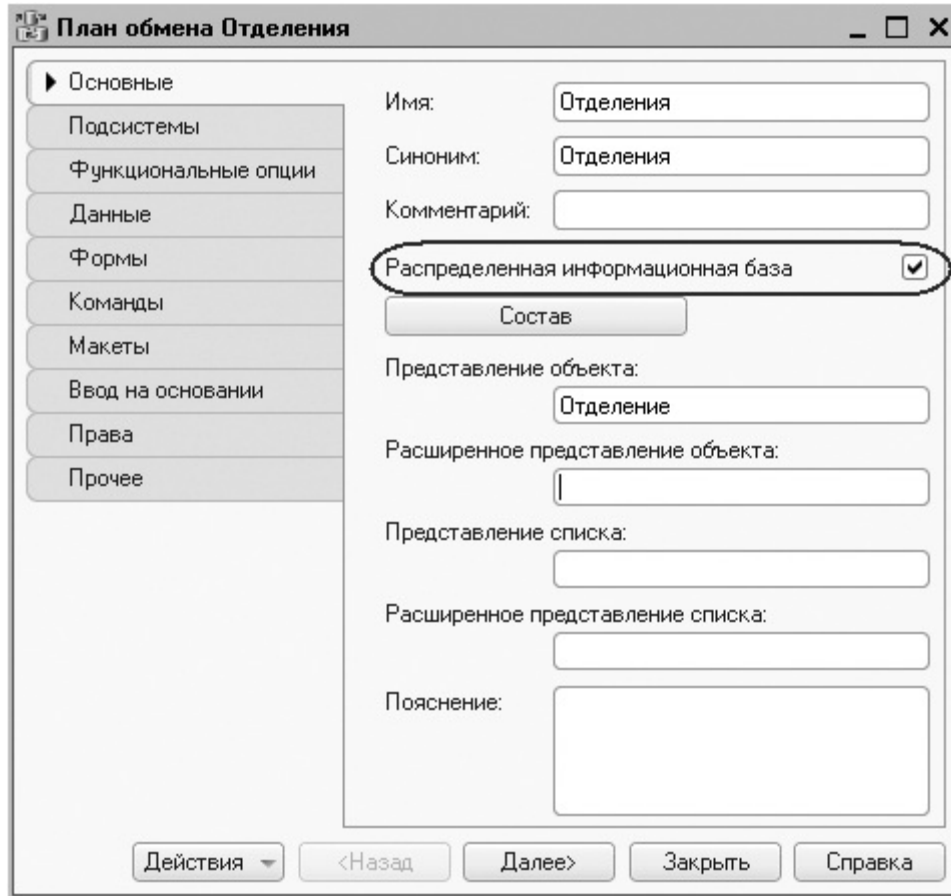 План обмена Отделения
Основные
Подсистемы
Функциональные опции
Данные
Формы
Команды
Макеты
Ввод на основании
Права
Прочее
Имя: Отделения
Синоним: Отделения
Комментарий:
Распределенная информационная база
Состав
Представление объекта:
Отделение
Расширенное представление объекта:
Представление списка:
Расширенное представление списка:
Пояснение:
Действия <Назад Далее> Закрыть Справка